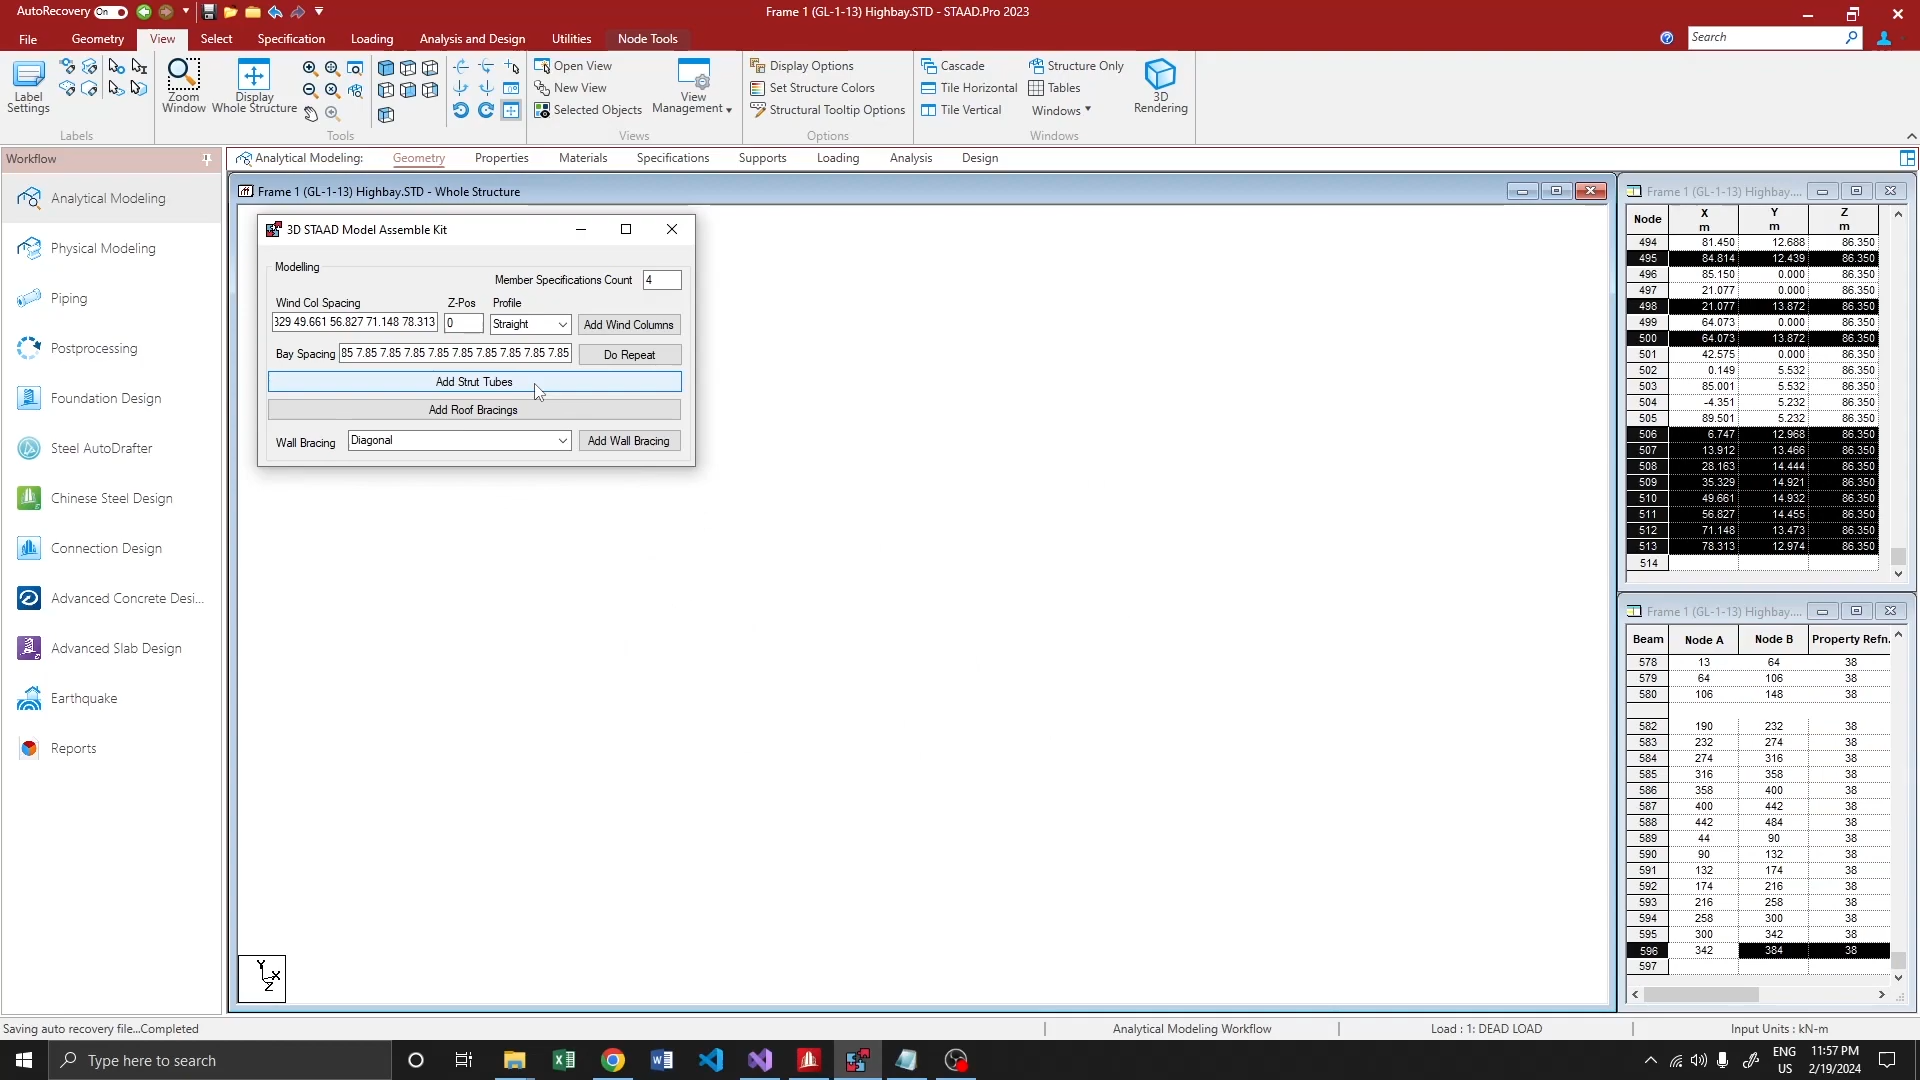 AutoRecovery On
Frame 1 (GL-1-13) Highbay.STD - STAAD.Pro 2023
File Geometry View Select Specification Loading Analysis and Design Utilities Node Tools
Search
Label Settings
Labels
Zoom Window
Display Whole Structure
Tools
Open View
New View
Selected Objects
View Management
Views
Display Options
Set Structure Colors
Structural Tooltip Options
Options
Cascade
Tile Horizontal
Tile Vertical
Structure Only
Tables
Windows
Windows
3D Rendering
Workflow
Analytical Modeling
Physical Modeling
Piping
Postprocessing
Foundation Design
Steel AutoDrafter
Chinese Steel Design
Connection Design
Advanced Concrete Desi...
Advanced Slab Design
Earthquake
Reports
Analytical Modeling: Geometry Properties Materials Specifications Supports Loading Analysis Design
Frame 1 (GL-1-13) Highbay.STD - Whole Structure
3D STAAD Model Assemble Kit
Modelling
Member Specifications Count 4
Wind Col Spacing Z-Pos Profile
329 49.661 56.827 71.148 78.313 0 Straight Add Wind Columns
Bay Spacing 85 7.85 7.85 7.85 7.85 7.85 7.85 7.85 7.85 7.85 Do Repeat
Add Strut Tubes
Add Roof Bracings
Wall Bracing Diagonal Add Wall Bracing
Y
X
Z
Frame 1 (GL-1-13) Highbay....
Node X m Y m Z m
494 81.450 12.688 86.350
495 84.814 12.439 86.350
496 85.150 0.000 86.350
497 21.077 0.000 86.350
498 21.077 13.872 86.350
499 64.073 0.000 86.350
500 64.073 13.872 86.350
501 42.575 0.000 86.350
502 0.149 5.532 86.350
503 85.001 5.532 86.350
504 -4.351 5.232 86.350
505 89.501 5.232 86.350
506 6.747 12.968 86.350
507 13.912 13.466 86.350
508 28.163 14.444 86.350
509 35.329 14.921 86.350
510 49.661 14.932 86.350
511 56.827 14.455 86.350
512 71.148 13.473 86.350
513 78.313 12.974 86.350
514
Frame 1 (GL-1-13) Highbay....
Beam Node A Node B Property Refn.
578 13 64 38
579 64 106 38
580 106 148 38
582 190 232 38
583 232 274 38
584 274 316 38
585 316 358 38
586 358 400 38
587 400 442 38
588 442 484 38
589 44 90 38
590 90 132 38
591 132 174 38
592 174 216 38
593 216 258 38
594 258 300 38
595 300 342 38
596 342 384 38
597
Saving auto recovery file...Completed
Analytical Modeling Workflow
Load : 1: DEAD LOAD
Input Units : kN-m
Type here to search
ENG
US
11:57 PM
2/19/2024